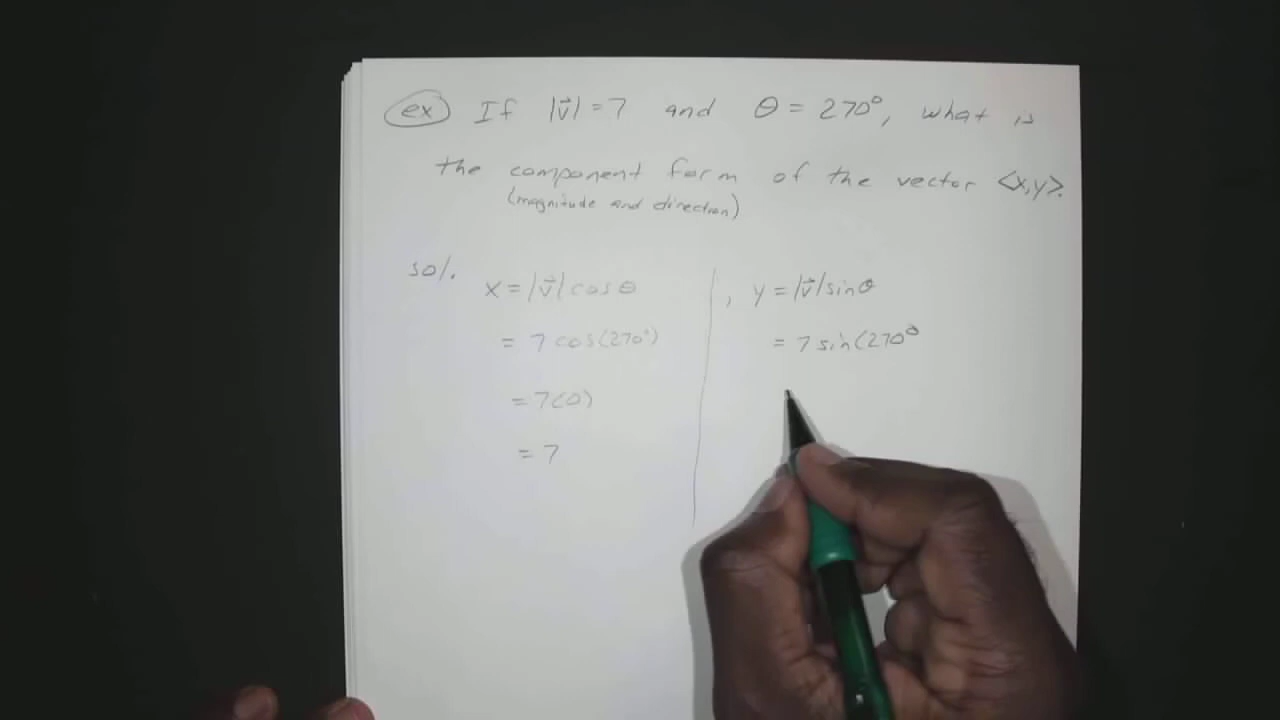 ex If |v⃗| = 7 and θ = 270°, what is
the component form of the vector <x,y>.
(magnitude and direction)
sol. x = |v⃗| cos θ , y = |v⃗| sin θ
= 7 cos(270°) = 7 sin(270°
= 7(0)
= 7